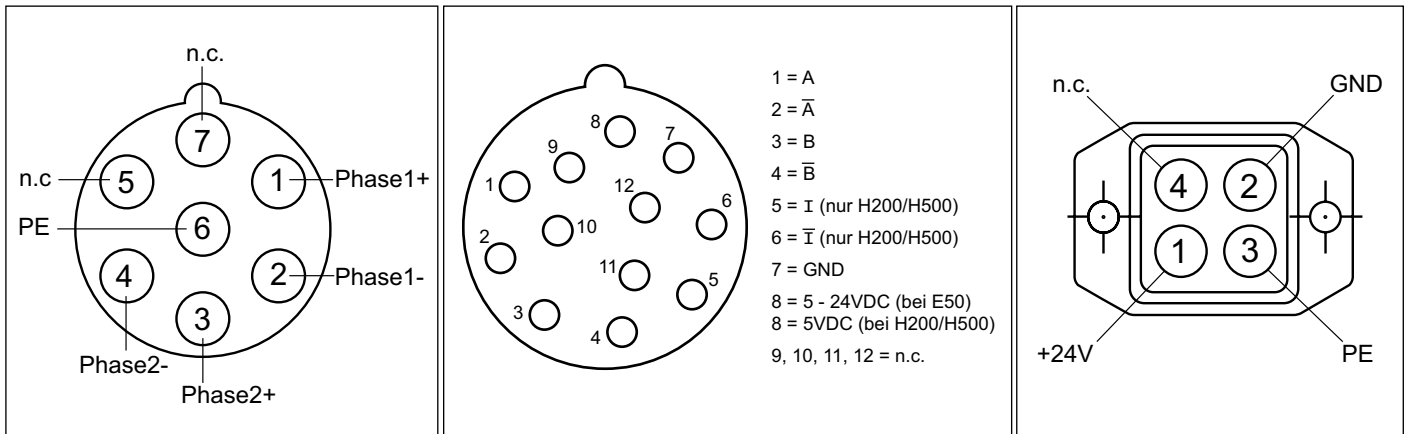 n.c.
7
n.c
5
1
Phase1+
PE
6
4
2
Phase1-
3
Phase2-
Phase2+
8
7
9
1
12
6
10
2
11
5
3
4
1 = A
2 = A̅
3 = B
4 = B̅
5 = I (nur H200/H500)
6 = I̅ (nur H200/H500)
7 = GND
8 = 5 - 24VDC (bei E50)
8 = 5VDC (bei H200/H500)
9, 10, 11, 12 = n.c.
n.c.
GND
4
2
1
3
+24V
PE